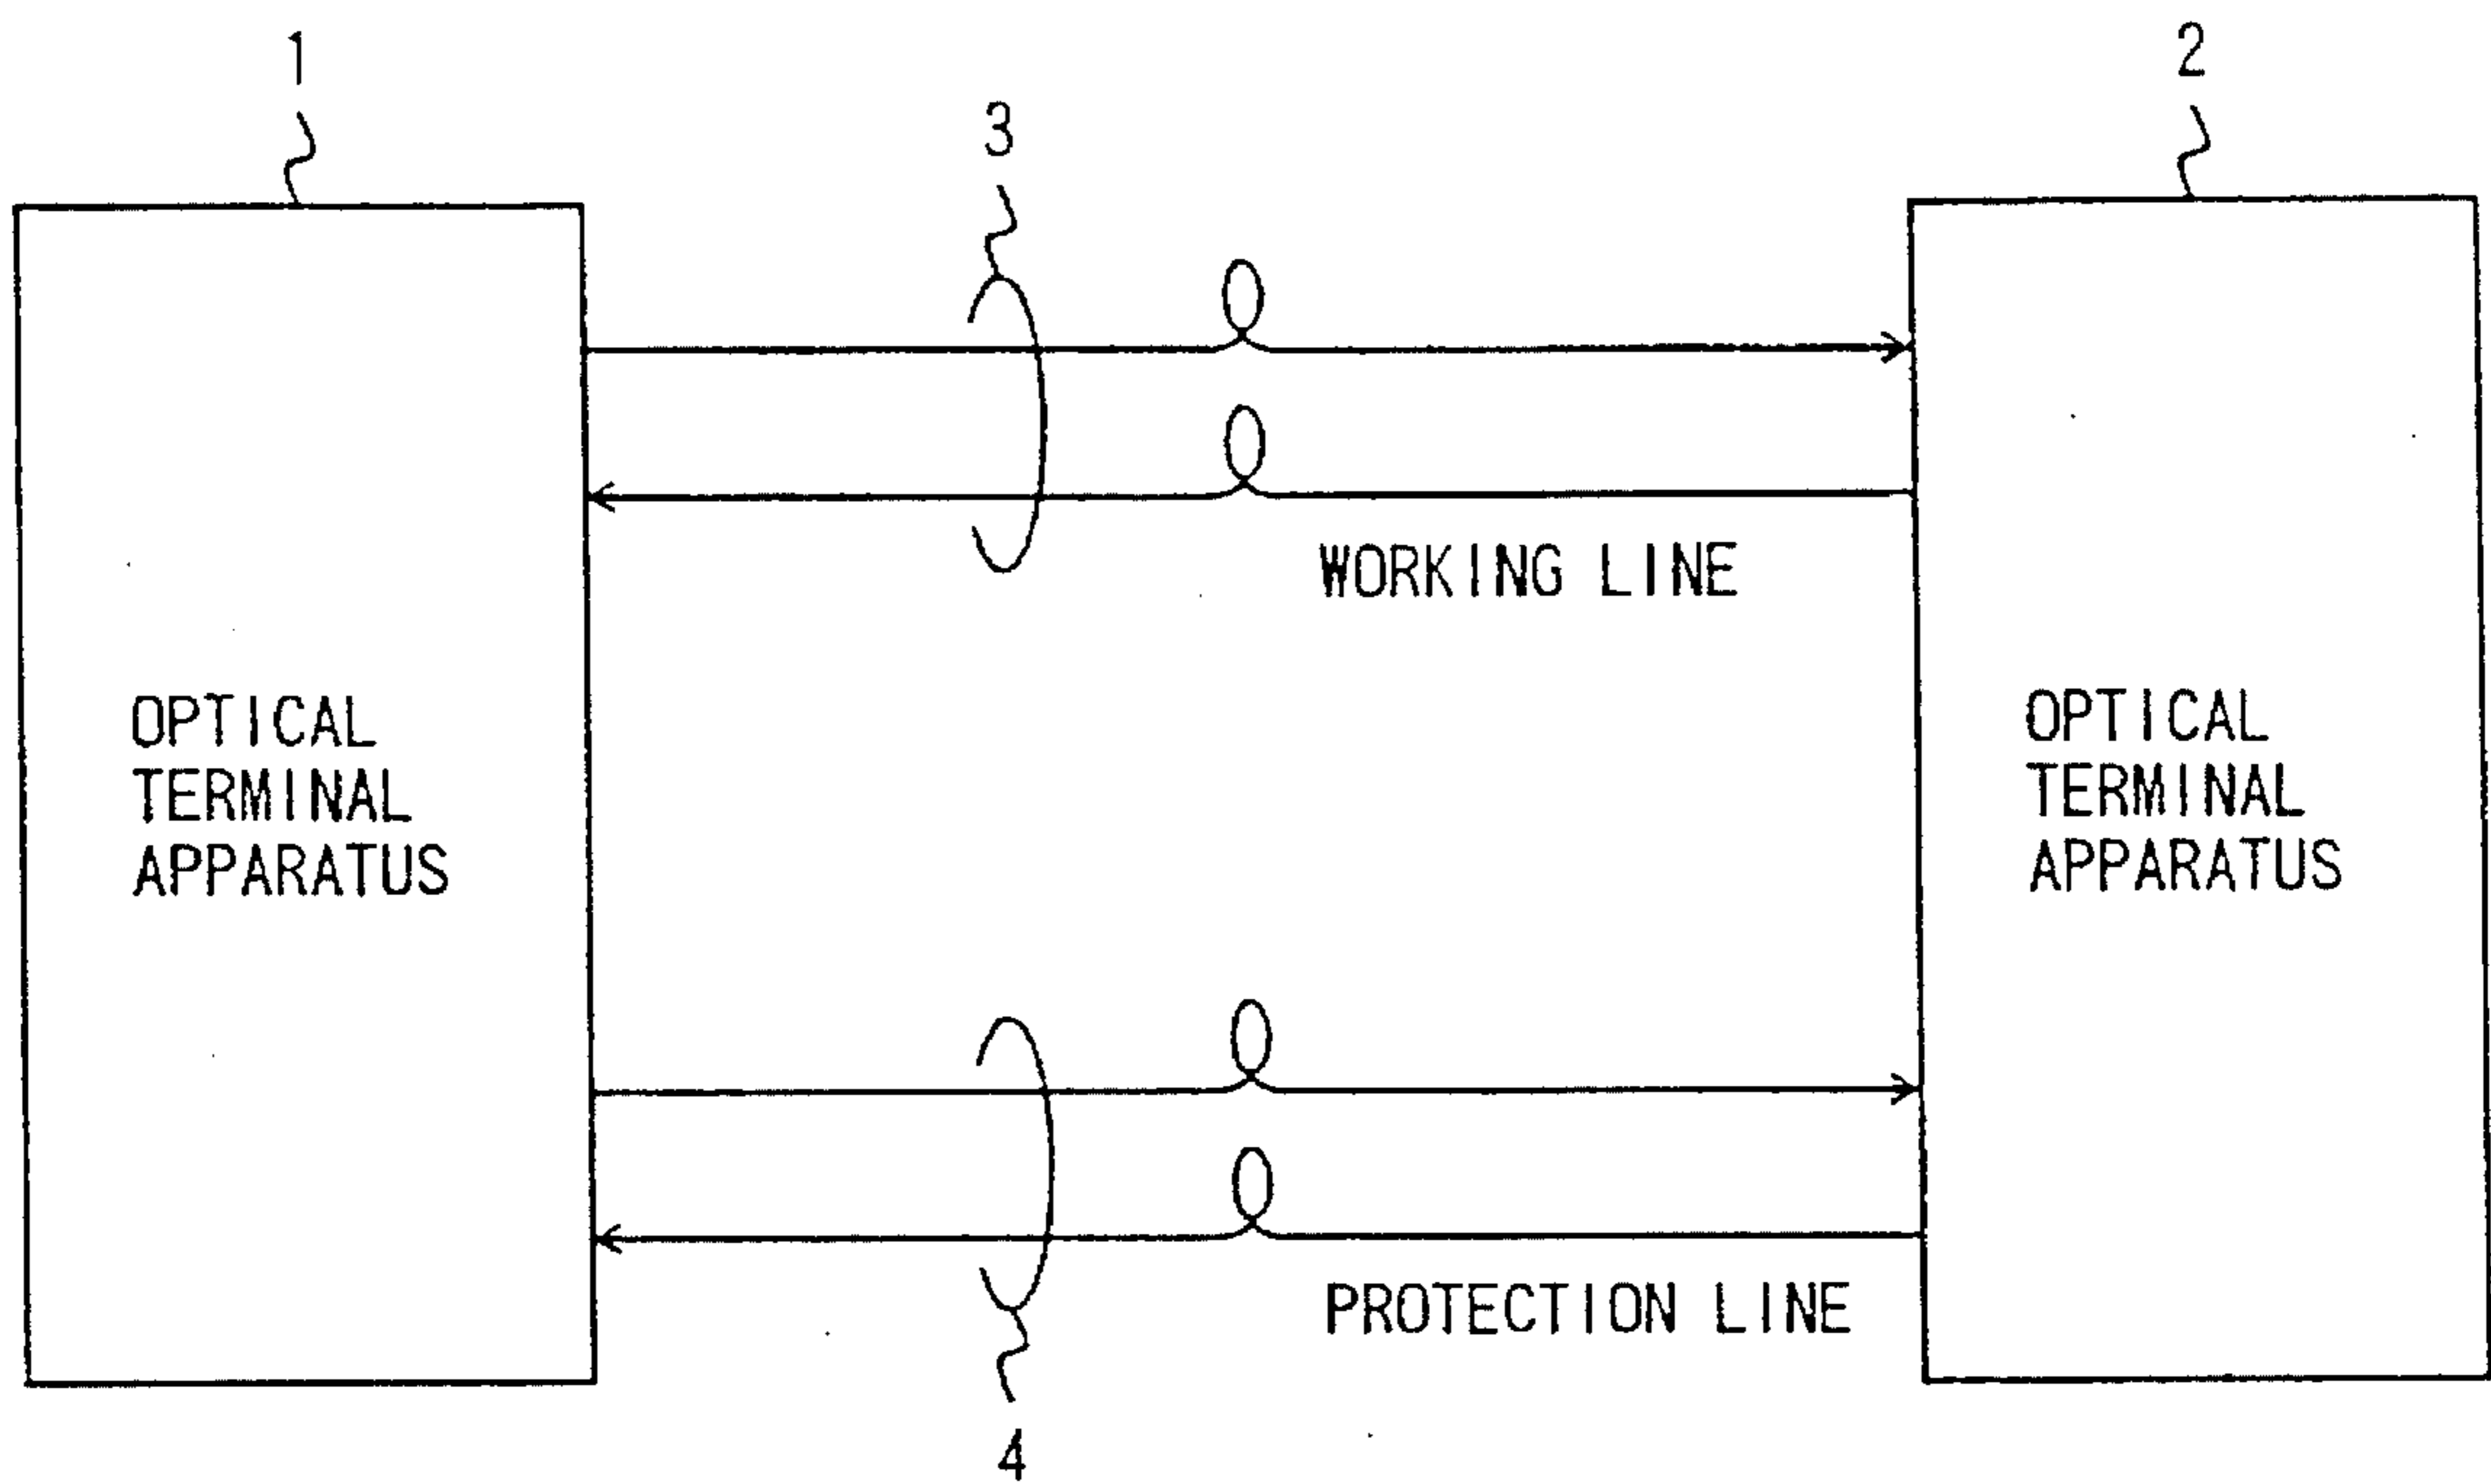 1
2
3
WORKING LINE
OPTICAL
TERMINAL
APPARATUS
OPTICAL
TERMINAL
APPARATUS
PROTECTION LINE
4